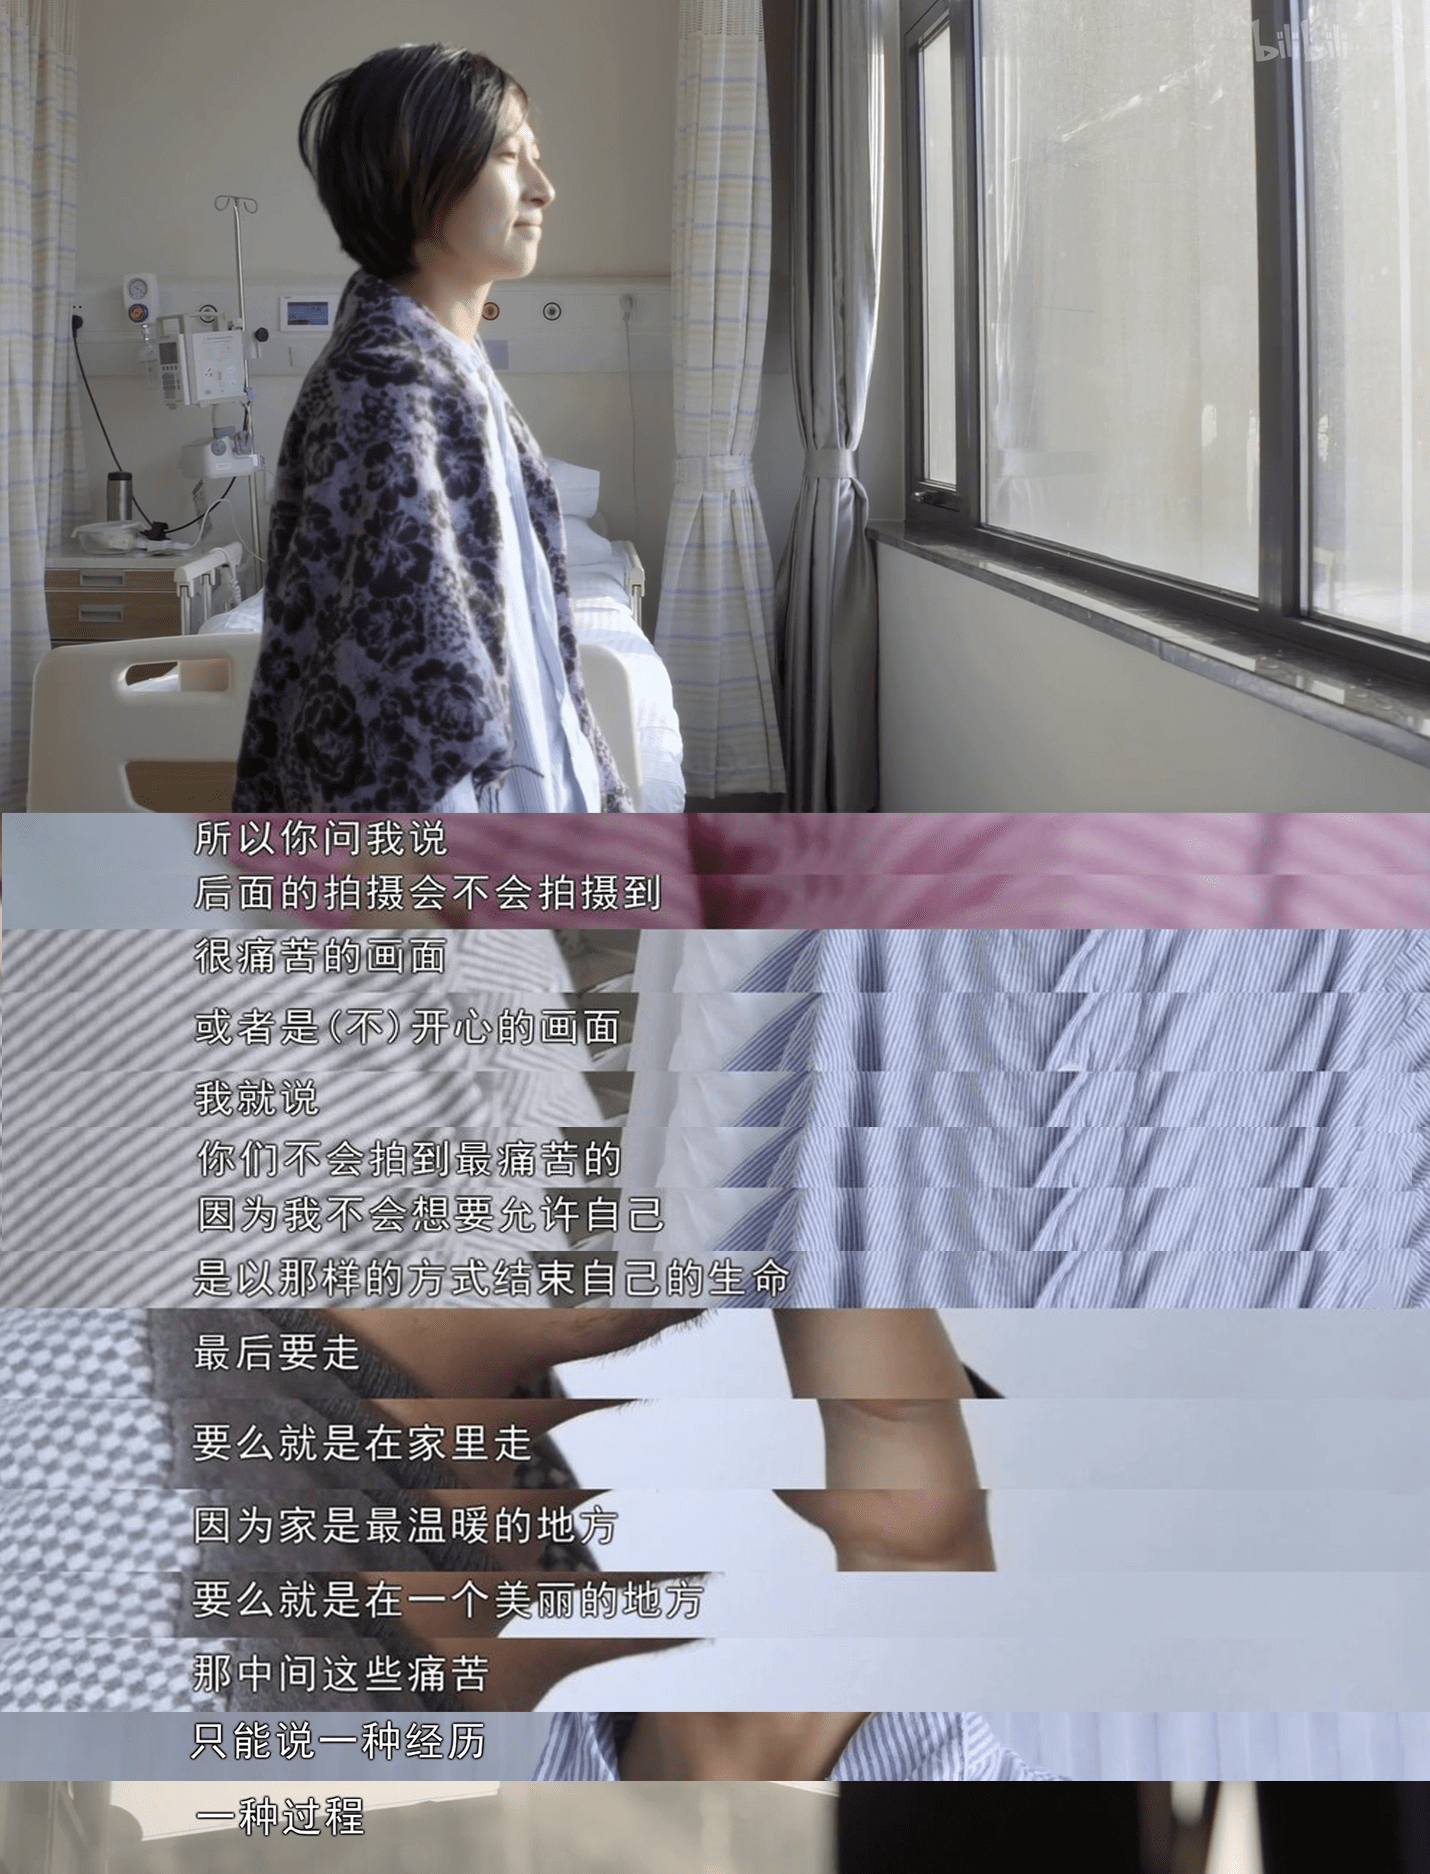 bilibili
所以你问我说
后面的拍摄会不会拍摄到
很痛苦的画面
或者是(不)开心的画面
我就说
你们不会拍到最痛苦的
因为我不会想要允许自己
是以那样的方式结束自己的生命
最后要走
要么就是在家里走
因为家是最温暖的地方
要么就是在一个美丽的地方
那中间这些痛苦
只能说一种经历
一种过程